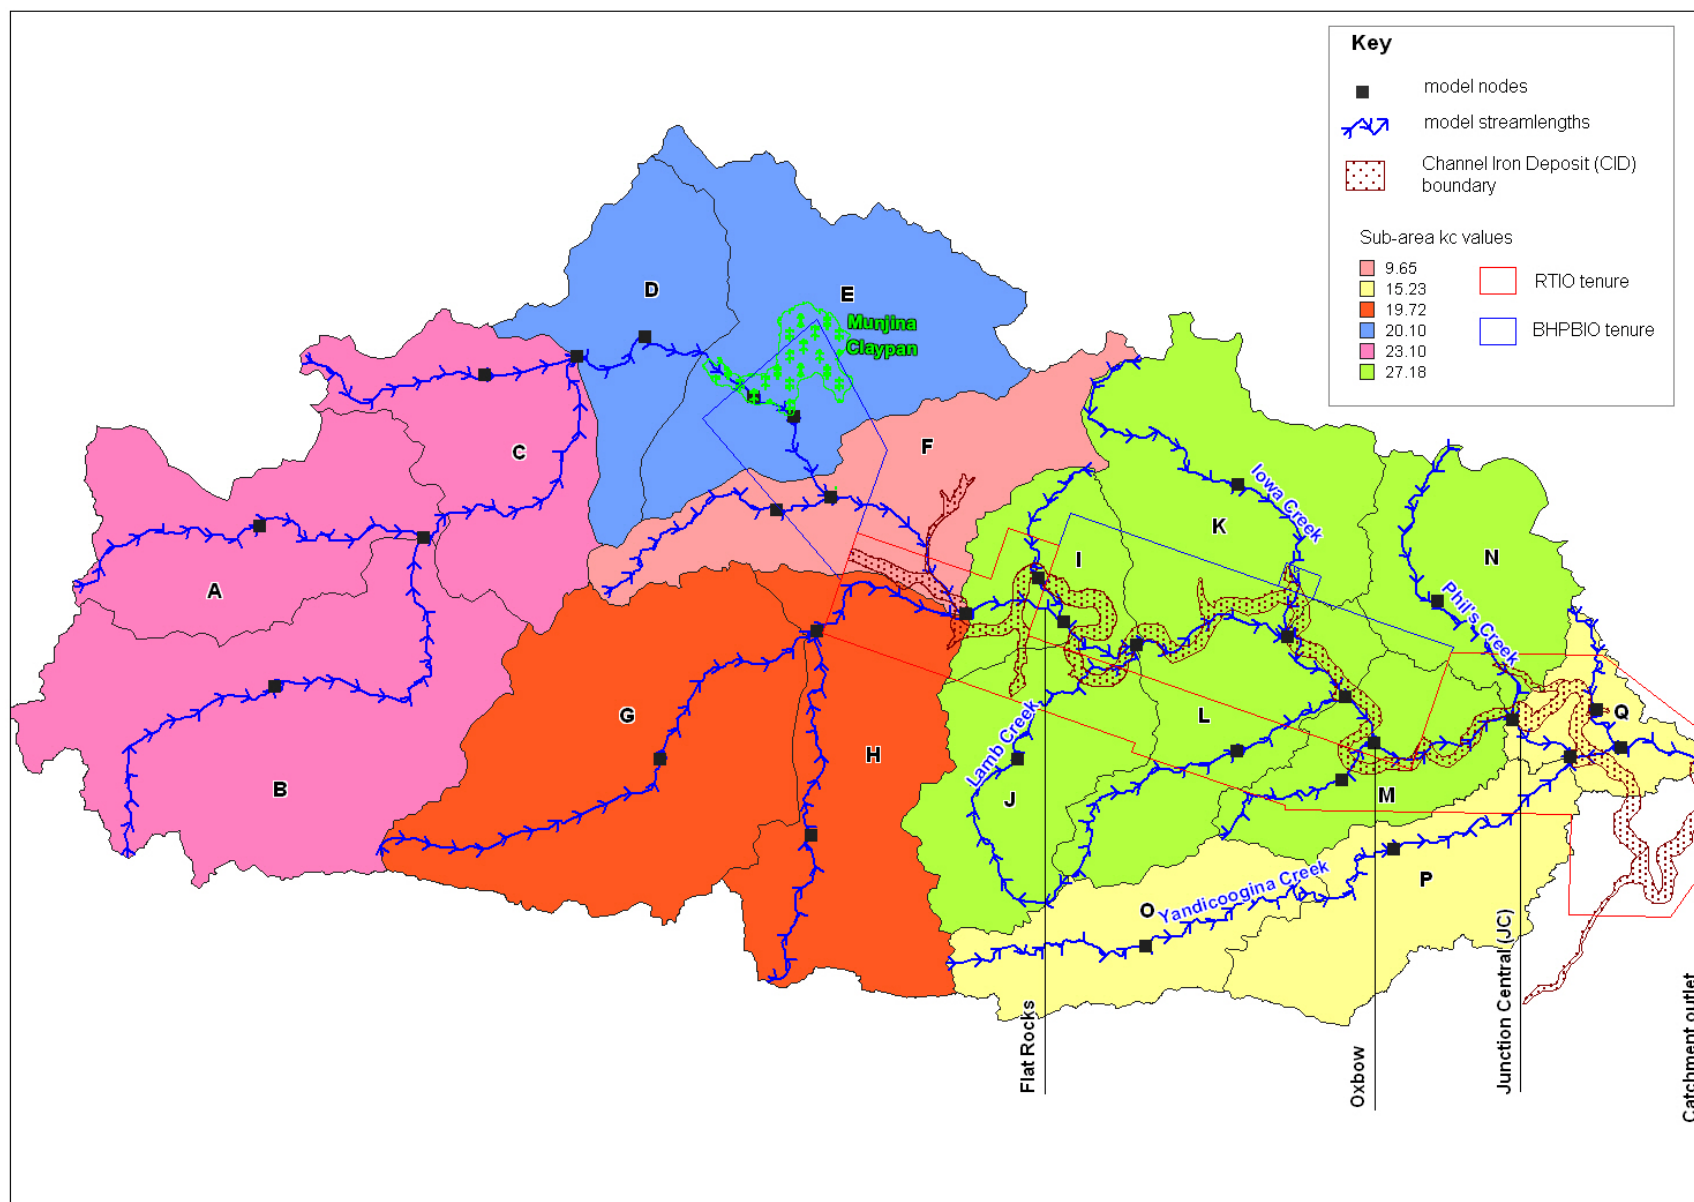 Key
model nodes
model streamlengths
Channel Iron Deposit (CID)
boundary
Sub-area kc values
9.65
15.23
19.72
20.10
23.10
27.18
RTIO tenure
BHPBIO tenure
D
E
Munjina
Claypan
C
F
A
I
K
Iowa Creek
N
Phil's Creek
G
H
B
Lamb Creek
J
L
M
Q
O
Yandicoogina Creek
P
Flat Rocks
Oxbow
Junction Central (JC)
Catchment outlet